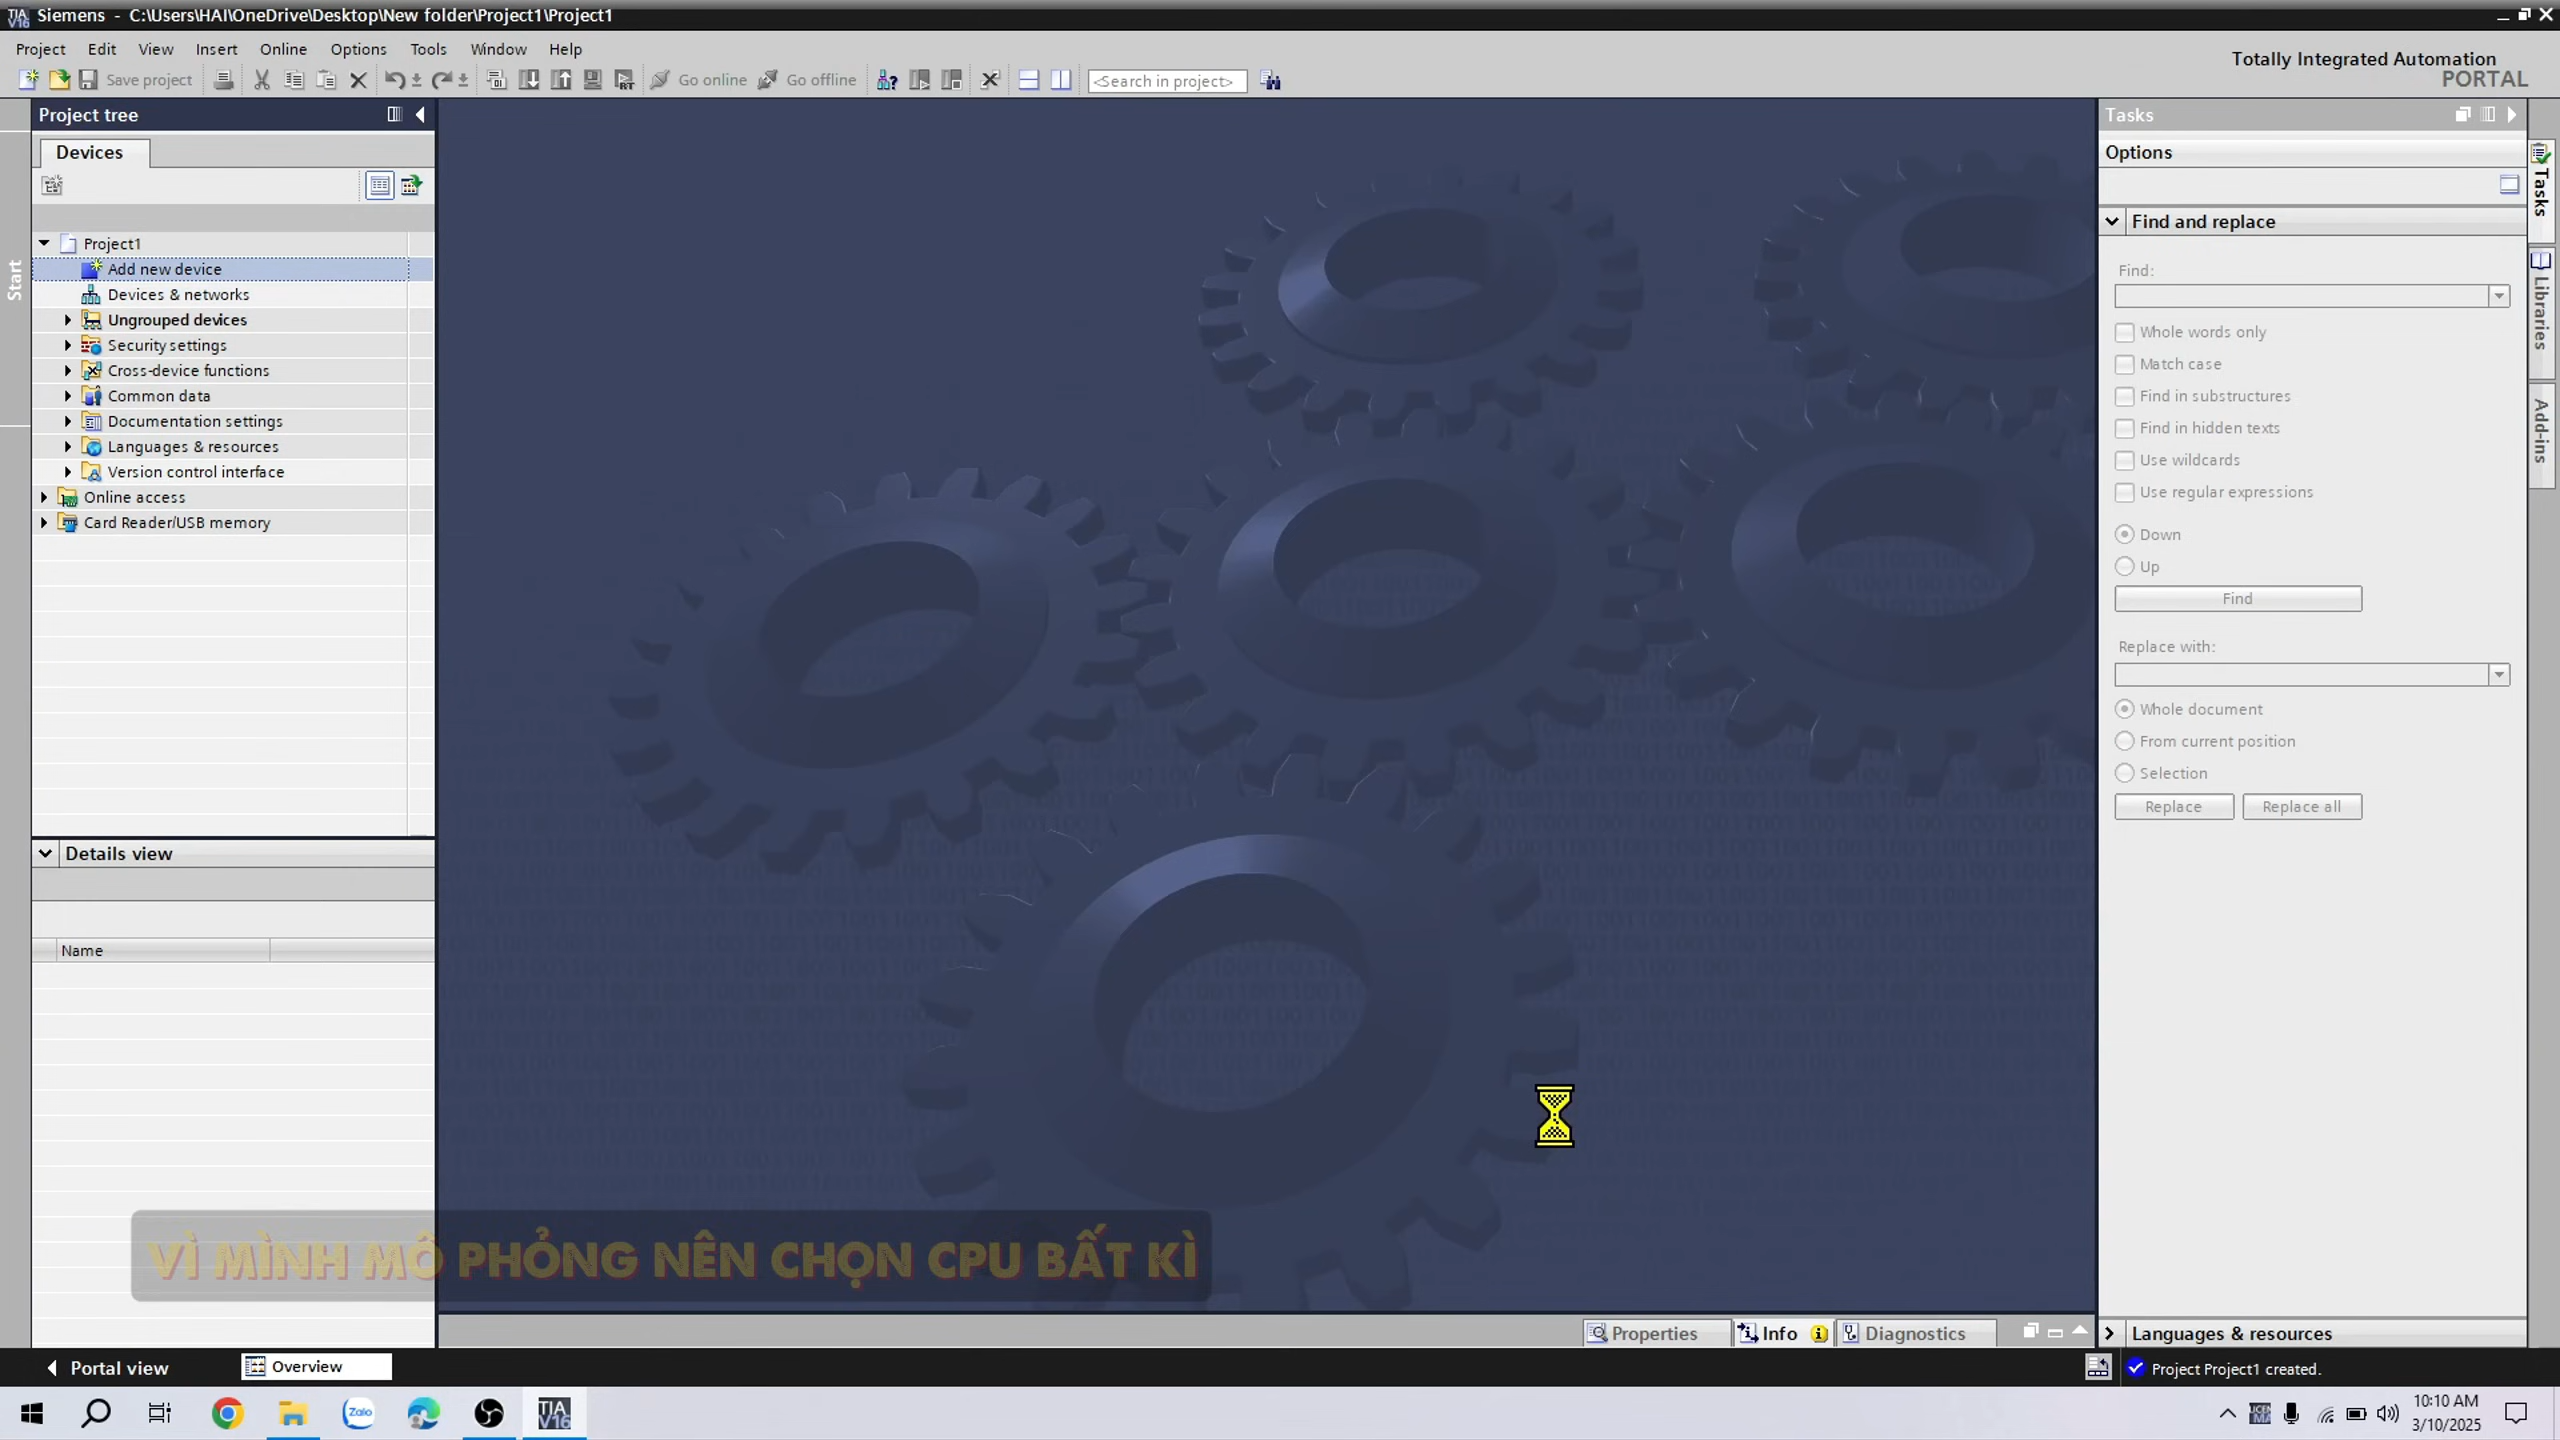 TIA V16 Siemens - C:\Users\HAI\OneDrive\Desktop\New folder\Project1\Project1
Project Edit View Insert Online Options Tools Window Help
Totally Integrated Automation
PORTAL
Save project Go online Go offline <Search in project>
Project tree
Devices
Start
Project1
Add new device
Devices & networks
Ungrouped devices
Security settings
Cross-device functions
Common data
Documentation settings
Languages & resources
Version control interface
Online access
Card Reader/USB memory
Details view
Name
Tasks
Options
Find and replace
Find:
Whole words only
Match case
Find in substructures
Find in hidden texts
Use wildcards
Use regular expressions
Down
Up
Find
Replace with:
Whole document
From current position
Selection
Replace Replace all
Languages & resources
Tasks
Libraries
Add-ins
VÌ MÌNH MÔ PHỎNG NÊN CHỌN CPU BẤT KÌ
Properties Info Diagnostics
Portal view Overview
Project Project1 created.
Zalo
TIA V16
10:10 AM
3/10/2025